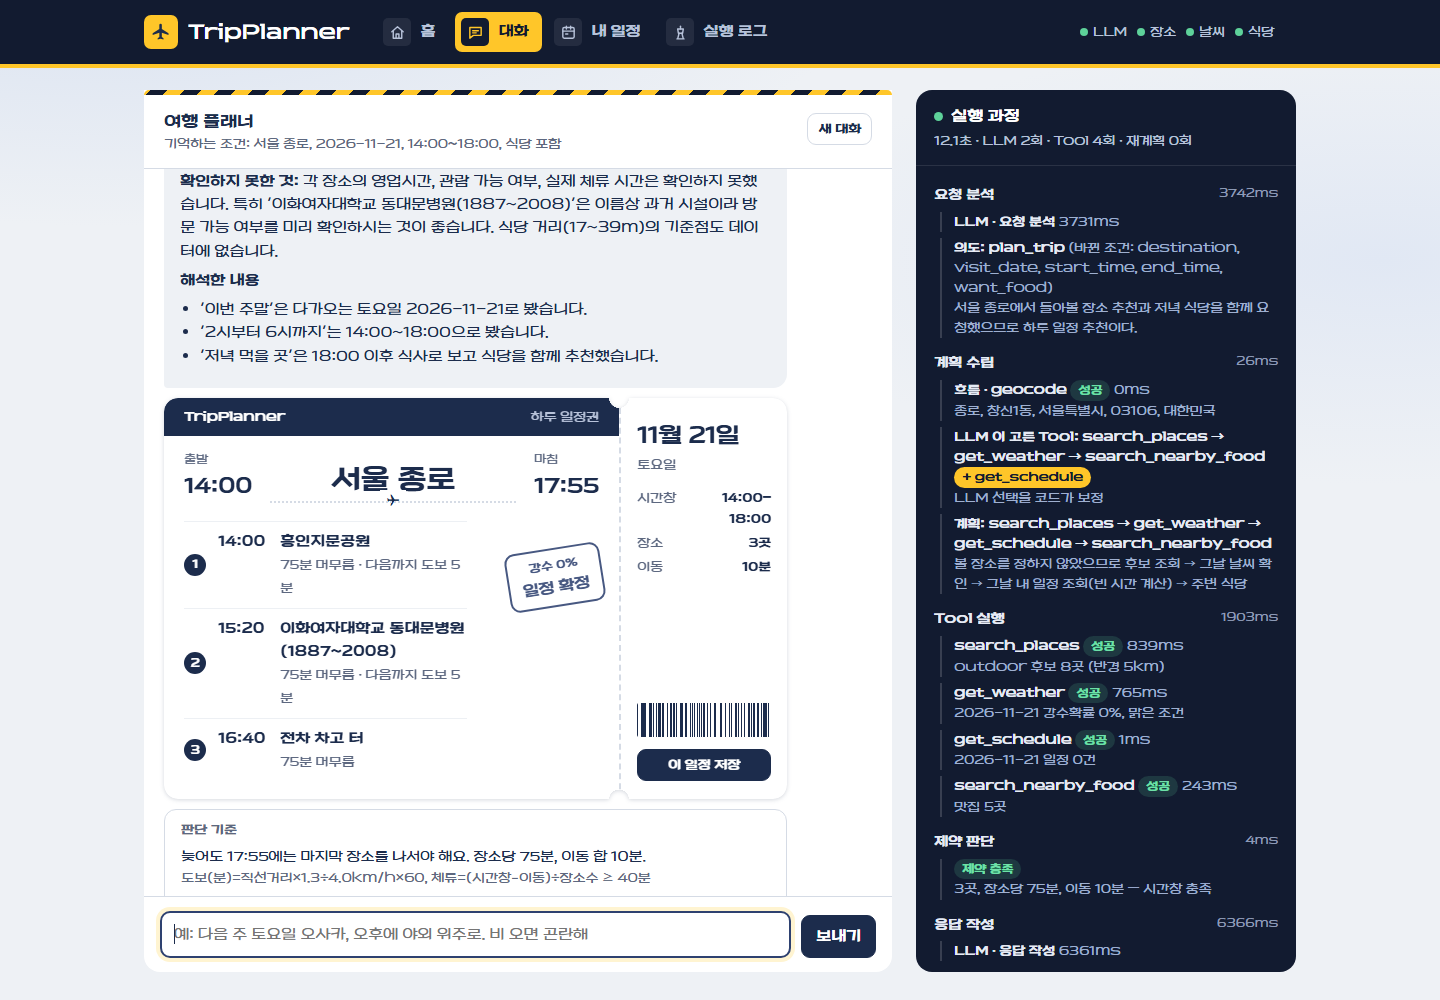 TripPlanner
홈
대화
내 일정
실행 로그
LLM
장소
날씨
식당
여행 플래너
기억하는 조건: 서울 종로, 2026-11-21, 14:00~18:00, 식당 포함
새 대화
확인하지 못한 것: 각 장소의 영업시간, 관람 가능 여부, 실제 체류 시간은 확인하지 못했
습니다. 특히 '이화여자대학교 동대문병원(1887~2008)'은 이름상 과거 시설이라 방
문 가능 여부를 미리 확인하시는 것이 좋습니다. 식당 거리(17~39m)의 기준점도 데이
터에 없습니다.
해석한 내용
• '이번 주말'은 다가오는 토요일 2026-11-21로 봤습니다.
• '2시부터 6시까지'는 14:00~18:00으로 봤습니다.
• '저녁 먹을 곳'은 18:00 이후 식사로 보고 식당을 함께 추천했습니다.
TripPlanner
하루 일정권
출발
14:00
서울 종로
마침
17:55
1
14:00
흥인지문공원
75분 머무름 · 다음까지 도보 5
분
2
15:20
이화여자대학교 동대문병원
(1887~2008)
75분 머무름 · 다음까지 도보 5
분
3
16:40
전차 차고 터
75분 머무름
강수 0%
일정 확정
11월 21일
토요일
시간창
14:00–
18:00
장소
3곳
이동
10분
이 일정 저장
판단 기준
늦어도 17:55에는 마지막 장소를 나서야 해요. 장소당 75분, 이동 합 10분.
도보(분)=직선거리×1.3÷4.0km/h×60, 체류=(시간창-이동)÷장소수 ≥ 40분
예: 다음 주 토요일 오사카, 오후에 야외 위주로. 비 오면 곤란해
보내기
실행 과정
12.1초 · LLM 2회 · Tool 4회 · 재계획 0회
요청 분석
3742ms
LLM · 요청 분석 3731ms
의도: plan_trip (바뀐 조건: destination,
visit_date, start_time, end_time,
want_food)
서울 종로에서 돌아볼 장소 추천과 저녁 식당을 함께 요
청했으므로 하루 일정 추천이다.
계획 수립
26ms
흐름 · geocode 성공 0ms
종로, 창신1동, 서울특별시, 03106, 대한민국
LLM 이 고른 Tool: search_places →
get_weather → search_nearby_food
+ get_schedule
LLM 선택을 코드가 보정
계획: search_places → get_weather →
get_schedule → search_nearby_food
볼 장소를 정하지 않았으므로 후보 조회 → 그날 날씨 확
인 → 그날 내 일정 조회(빈 시간 계산) → 주변 식당
Tool 실행
1903ms
search_places 성공 839ms
outdoor 후보 8곳 (반경 5km)
get_weather 성공 765ms
2026-11-21 강수확률 0%, 맑은 조건
get_schedule 성공 1ms
2026-11-21 일정 0건
search_nearby_food 성공 243ms
맛집 5곳
제약 판단
4ms
제약 충족
3곳, 장소당 75분, 이동 10분 — 시간창 충족
응답 작성
6366ms
LLM · 응답 작성 6361ms